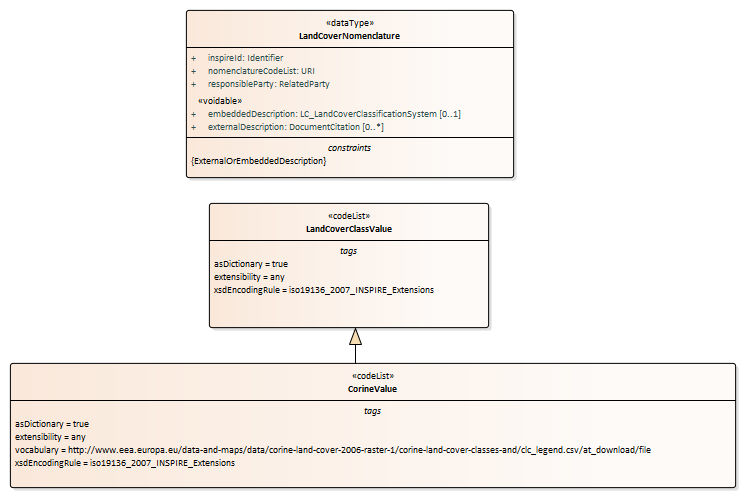 «dataType»
LandCoverNomenclature
+ inspireId: Identifier
+ nomenclatureCodeList: URI
+ responsibleParty: RelatedParty
«voidable»
+ embeddedDescription: LC_LandCoverClassificationSystem [0..1]
+ externalDescription: DocumentCitation [0..*]
constraints
{ExternalOrEmbeddedDescription}
«codeList»
LandCoverClassValue
tags
asDictionary = true
extensibility = any
xsdEncodingRule = iso19136_2007_INSPIRE_Extensions
«codeList»
CorineValue
tags
asDictionary = true
extensibility = any
vocabulary = http://www.eea.europa.eu/data-and-maps/data/corine-land-cover-2006-raster-1/corine-land-cover-classes-and/clc_legend.csv/at_download/file
xsdEncodingRule = iso19136_2007_INSPIRE_Extensions